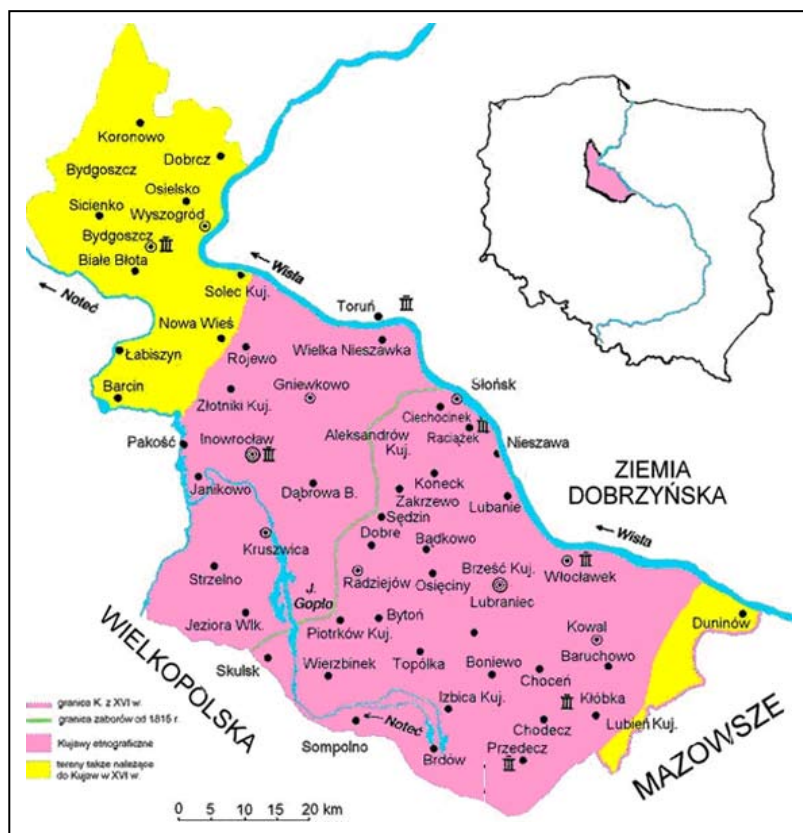 Koronowo
Dobrcz
Bydgoszcz
Osielsko
Sicienko
Wyszogród
Bydgoszcz
Białe Błota
Wisła
Noteć
Solec Kuj.
Toruń
Nowa Wieś
Wielka Nieszawka
Łabiszyn
Rojewo
Słońsk
Barcin
Złotniki Kuj.
Gniewkowo
Ciechocinek
Aleksandrów
Kuj.
Raciążek
Pakość
Inowrocław
Nieszawa
ZIEMIA
DOBRZYŃSKA
Janikowo
Dąbrowa B.
Koneck
Zakrzewo
Lubanie
Sędzin
Kruszwica
Dobre
Bądkowo
Wisła
Brześć Kuj.
Włocławek
Strzelno
Radziejów
Osięciny
Lubraniec
J.
Gopło
Jeziora Wlk.
Piotrków Kuj.
Bytoń
Kowal
Duninów
Baruchowo
WIELKOPOLSKA
Skulsk
Wierzbinek
Topólka
Boniewo
Choceń
Izbica Kuj.
Kłóbka
Chodecz
Lubień Kuj.
Sompolno
Noteć
Brdów
Przedecz
MAZOWSZE
granica K. z XVI w.
granica zaborów od 1815 r.
Kujawy etnograficzne
tereny także należące
do Kujaw w XVI w.
0 10 20 km